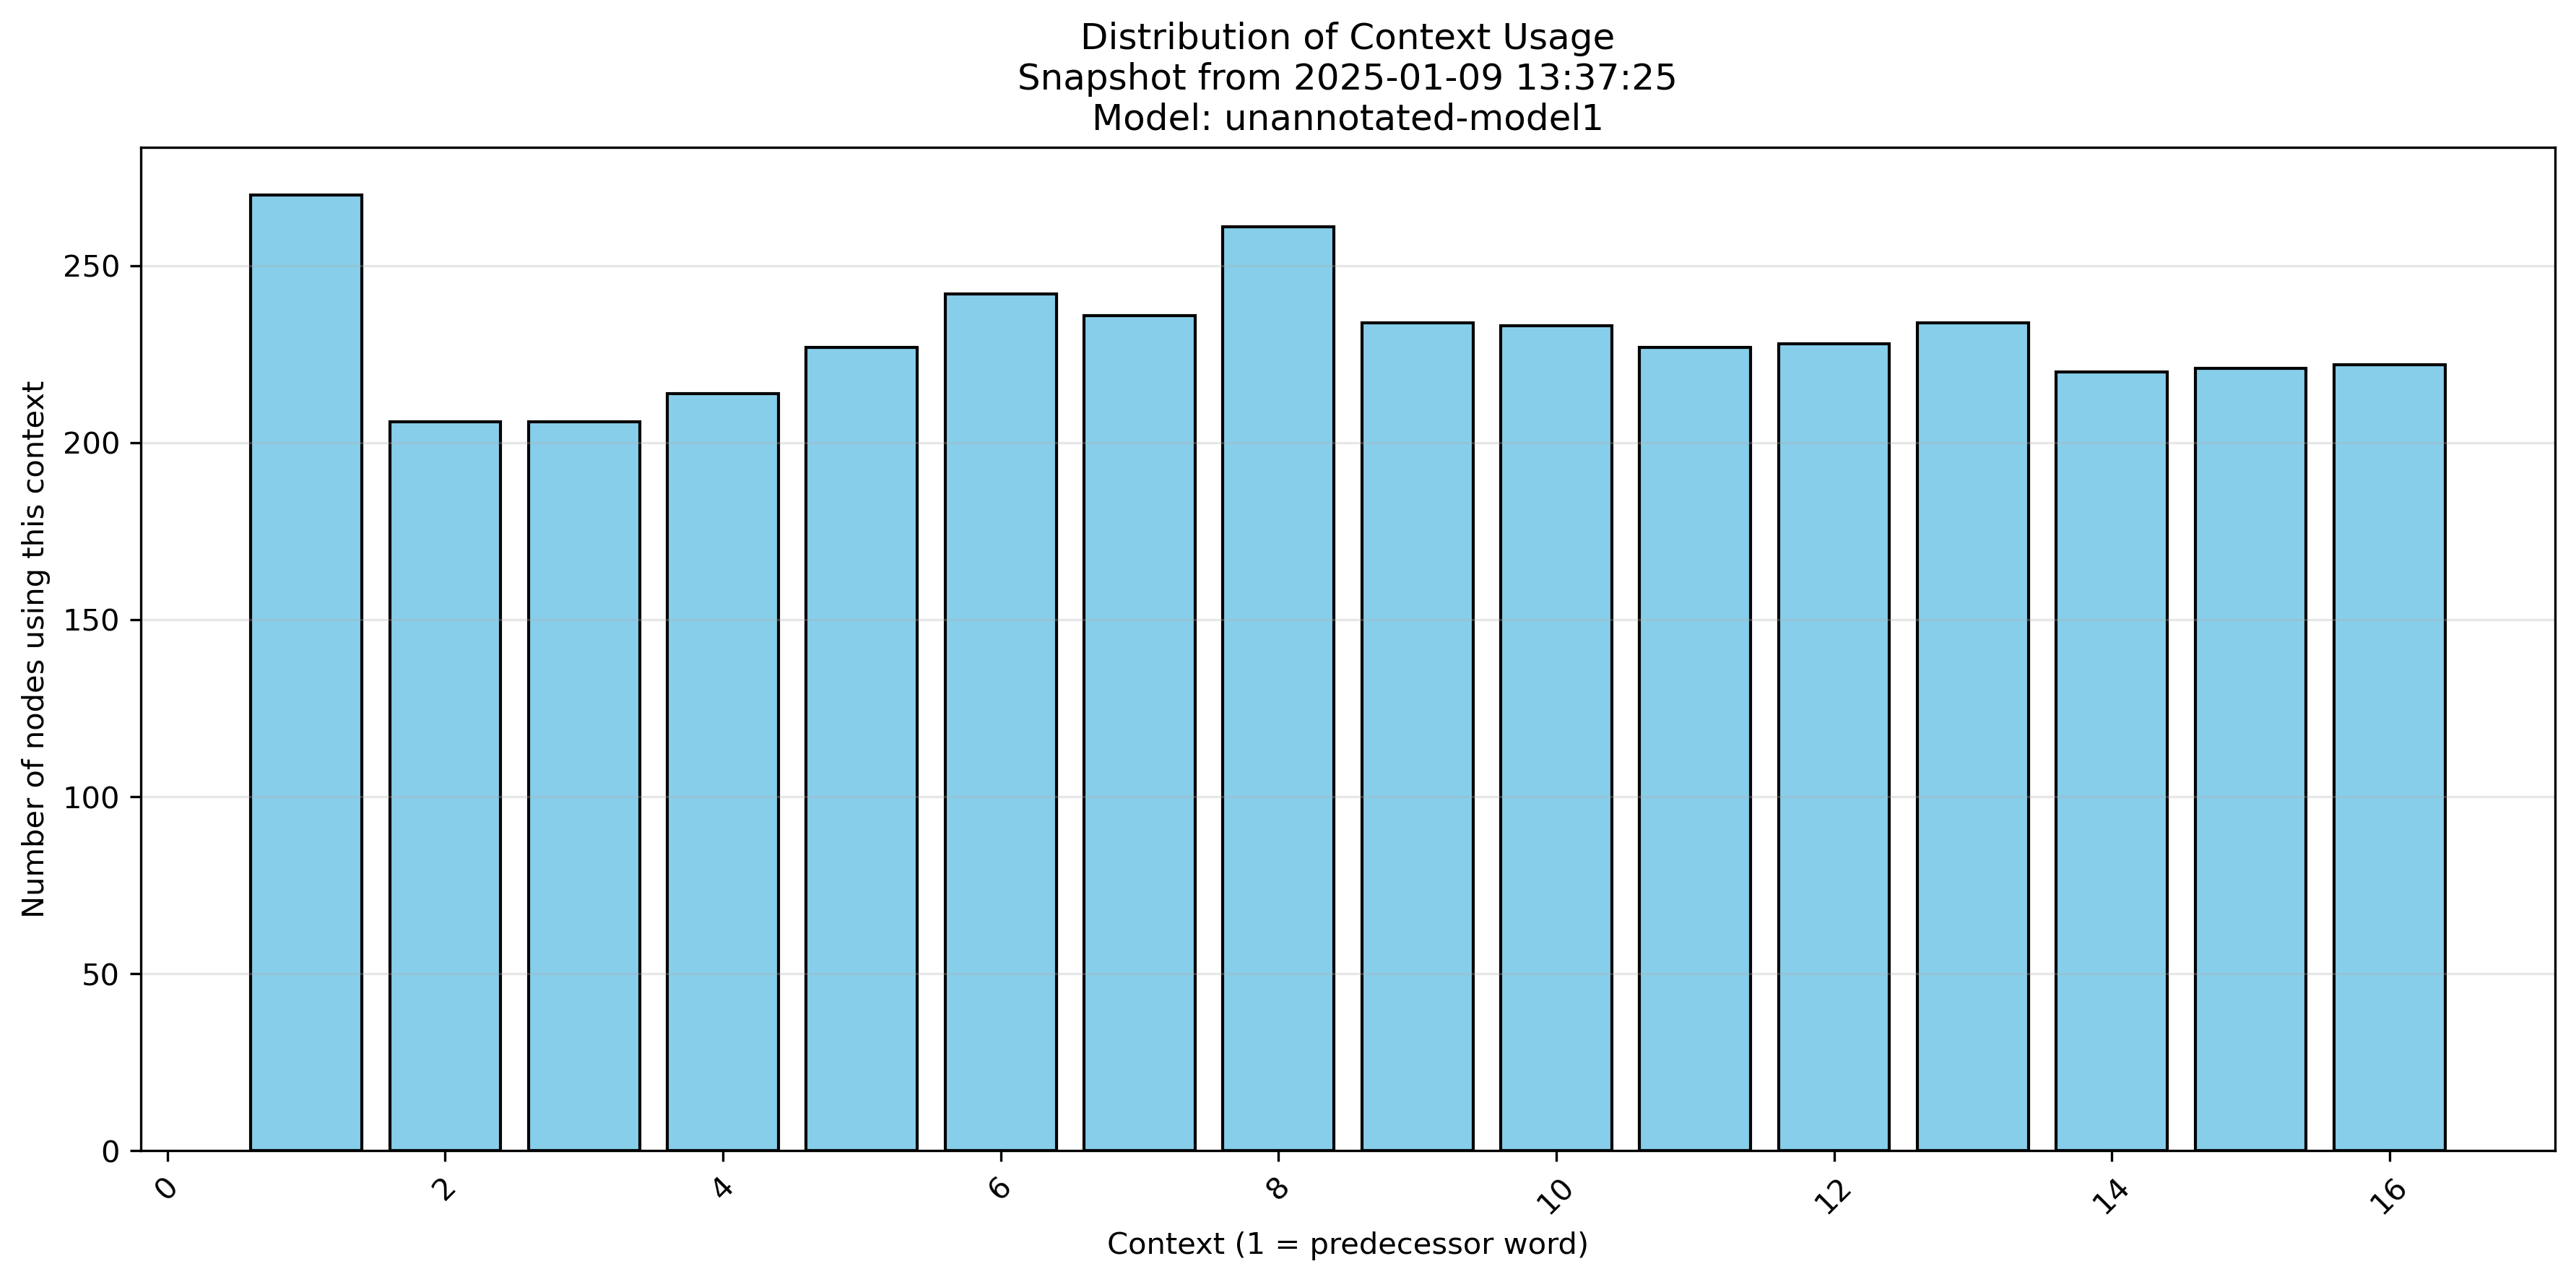 Distribution of Context Usage
Snapshot from 2025-01-09 13:37:25
Model: unannotated-model1
Number of nodes using this context
250
200
150
100
50
0
0 2 4 6 8 10 12 14 16
Context (1 = predecessor word)